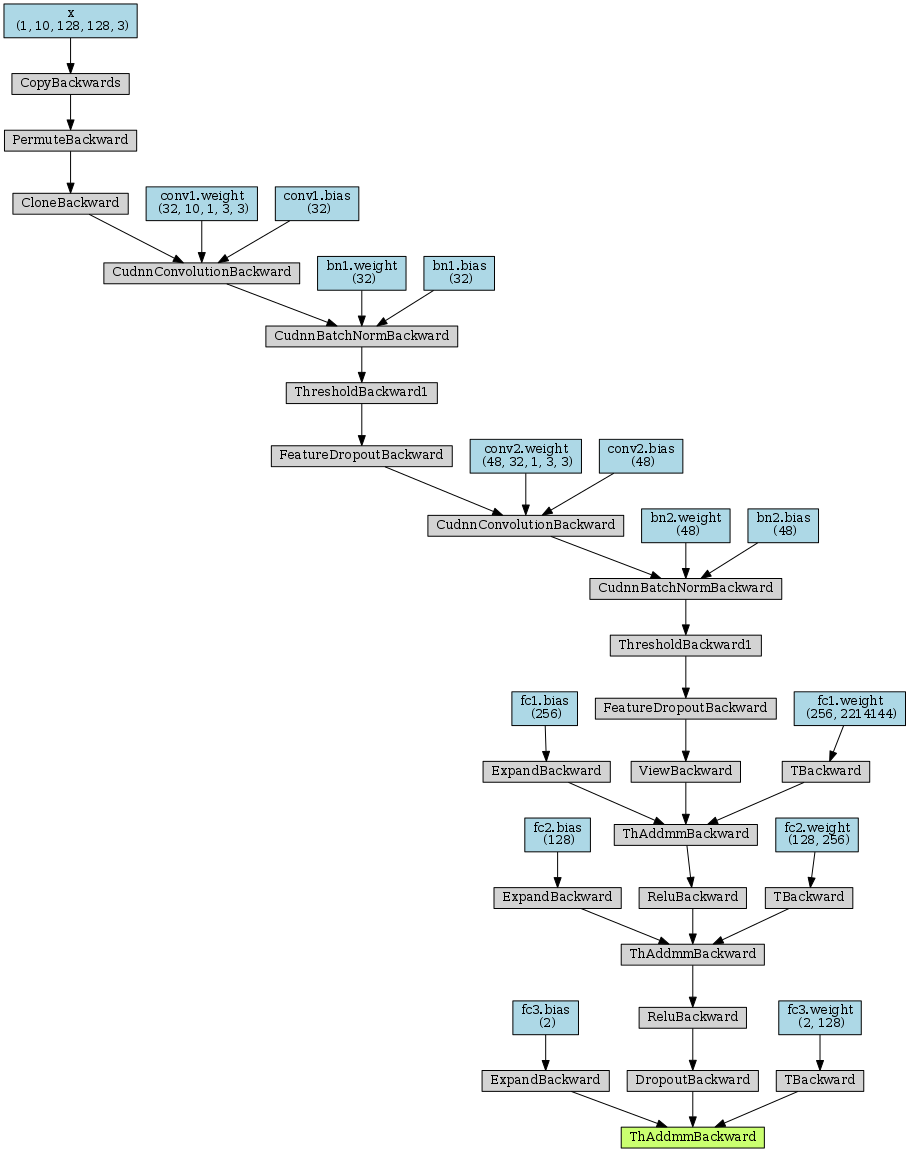 x
(1, 10, 128, 128, 3)
CopyBackwards
PermuteBackward
CloneBackward
conv1.weight
(32, 10, 1, 3, 3)
conv1.bias
(32)
CudnnConvolutionBackward
bn1.weight
(32)
bn1.bias
(32)
CudnnBatchNormBackward
ThresholdBackward1
FeatureDropoutBackward
conv2.weight
(48, 32, 1, 3, 3)
conv2.bias
(48)
CudnnConvolutionBackward
bn2.weight
(48)
bn2.bias
(48)
CudnnBatchNormBackward
ThresholdBackward1
FeatureDropoutBackward
fc1.bias
(256)
fc1.weight
(256, 2214144)
ExpandBackward
ViewBackward
TBackward
ThAddmmBackward
fc2.bias
(128)
fc2.weight
(128, 256)
ExpandBackward
ReluBackward
TBackward
ThAddmmBackward
ReluBackward
fc3.bias
(2)
fc3.weight
(2, 128)
ExpandBackward
DropoutBackward
TBackward
ThAddmmBackward